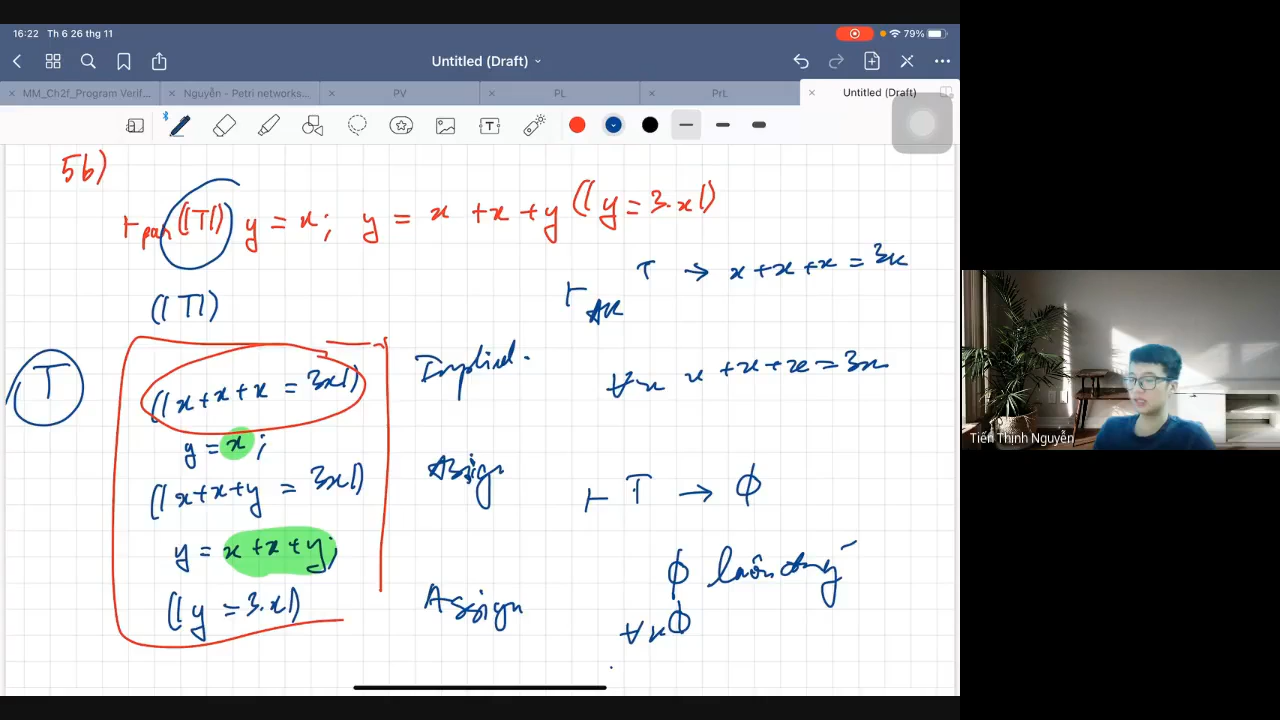 16:22 Th 6 26 thg 11
79%
Untitled (Draft)
MM_Ch2f_Program Verif...
Nguyễn - Petri networks...
PV
PL
PrL
Untitled (Draft)
5b)
⊢par (|T|) y = x; y = x + x + y (| y = 3.x |)
⊢AR T → x + x + x = 3x
(| T |)
T
(| x + x + x = 3x |) Implied.
∀x x + x + x = 3x
y = x;
(| x + x + y = 3x |) Assign
⊢ T → ϕ
y = x + x + y;
ϕ luôn đúng
(| y = 3.x |) Assign
∀x ϕ
Tiến Thịnh Nguyễn